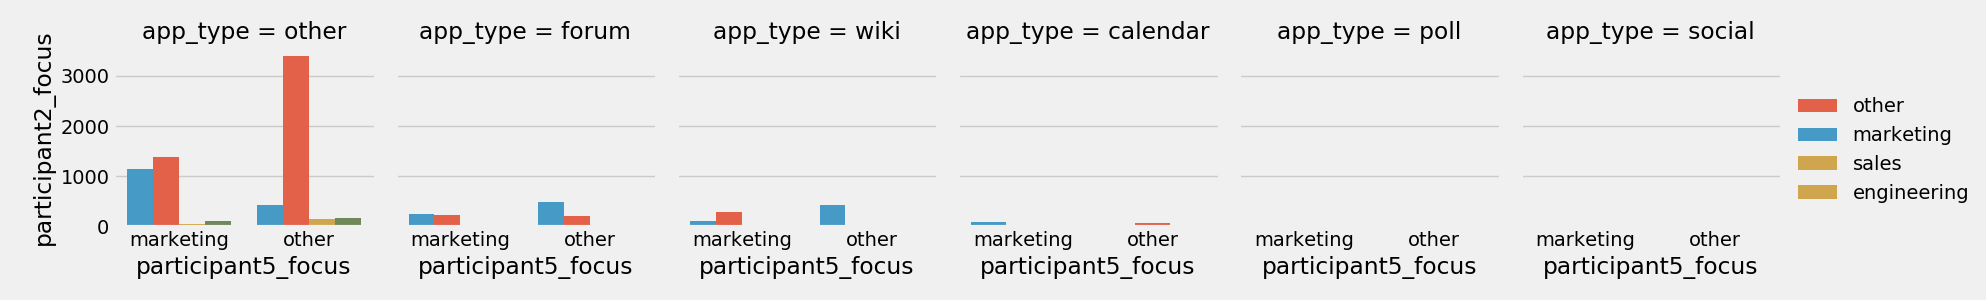 app_type = other
app_type = forum
app_type = wiki
app_type = calendar
app_type = poll
app_type = social
participant2_focus
3000
2000
1000
0
marketing other
marketing other
marketing other
marketing other
marketing other
marketing other
participant5_focus
participant5_focus
participant5_focus
participant5_focus
participant5_focus
participant5_focus
other
marketing
sales
engineering